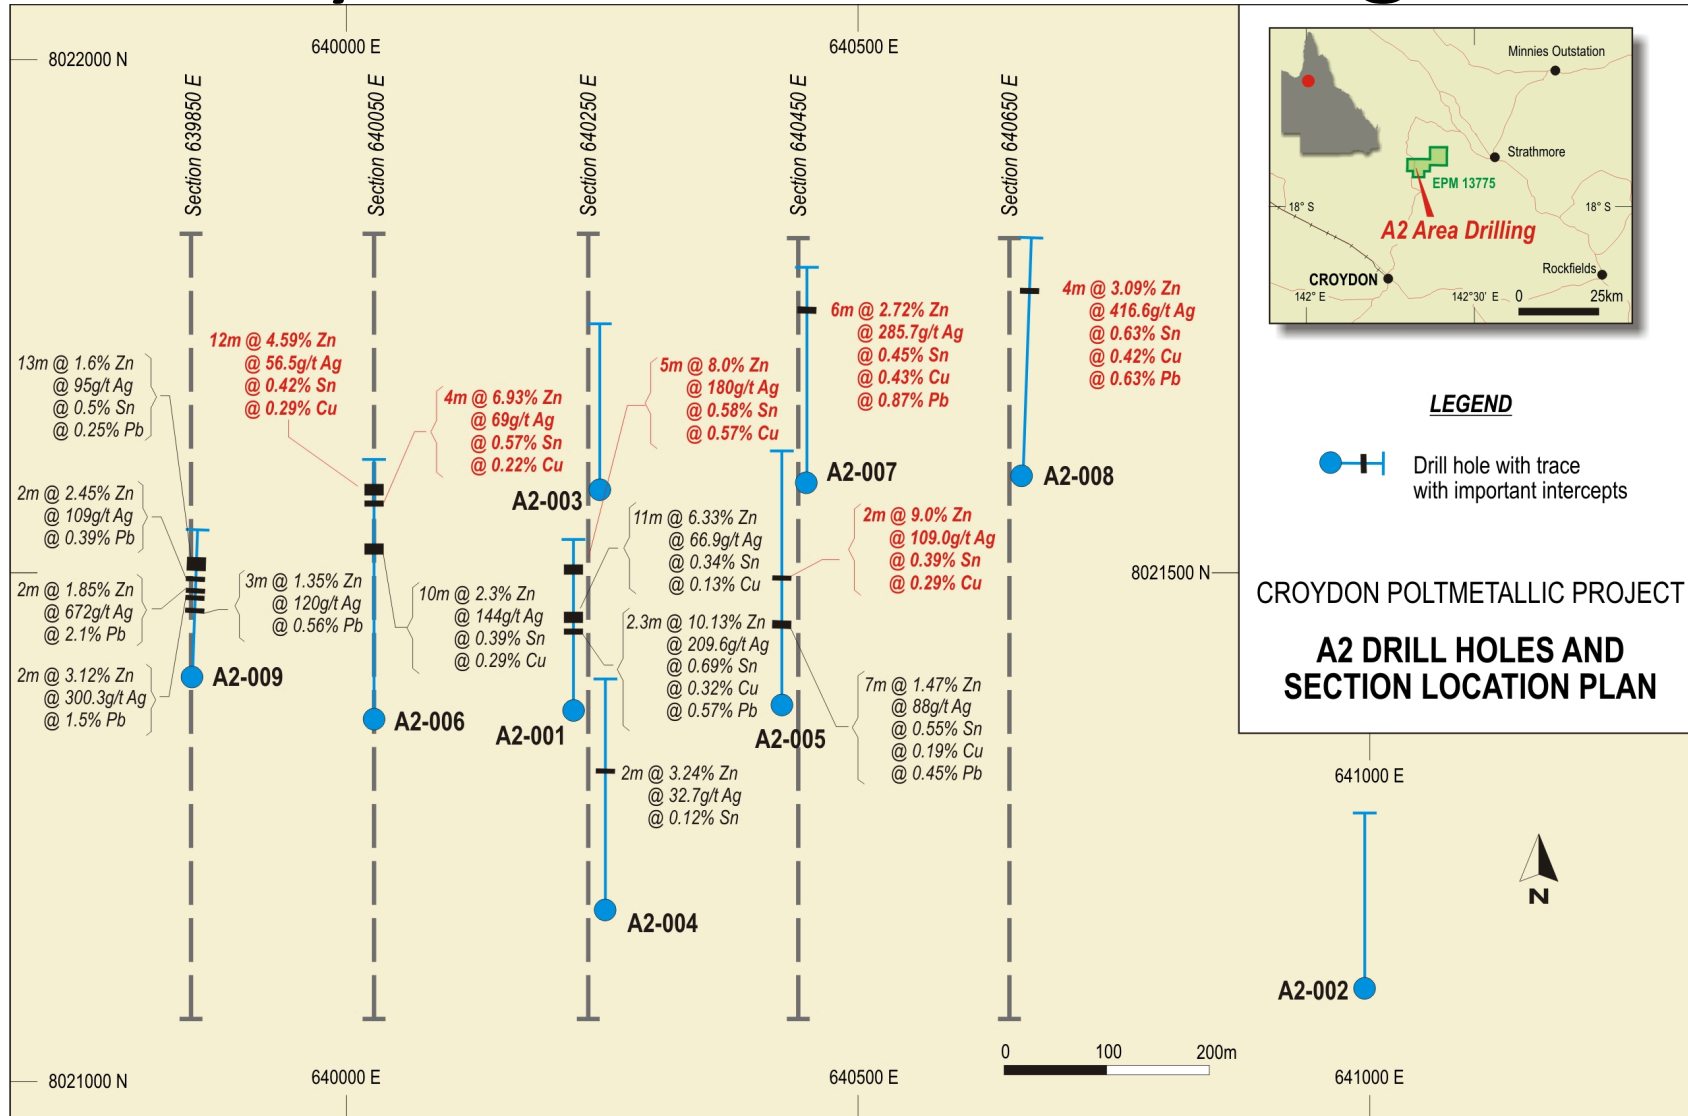 8022000 N
640000 E
640500 E
Section 639850 E
Section 640050 E
Section 640250 E
Section 640450 E
Section 640650 E
13m @ 1.6% Zn
@ 95g/t Ag
@ 0.5% Sn
@ 0.25% Pb
2m @ 2.45% Zn
@ 109g/t Ag
@ 0.39% Pb
2m @ 1.85% Zn
@ 672g/t Ag
@ 2.1% Pb
2m @ 3.12% Zn
@ 300.3g/t Ag
@ 1.5% Pb
3m @ 1.35% Zn
@ 120g/t Ag
@ 0.56% Pb
A2-009
12m @ 4.59% Zn
@ 56.5g/t Ag
@ 0.42% Sn
@ 0.29% Cu
4m @ 6.93% Zn
@ 69g/t Ag
@ 0.57% Sn
@ 0.22% Cu
10m @ 2.3% Zn
@ 144g/t Ag
@ 0.39% Sn
@ 0.29% Cu
A2-006
A2-003
5m @ 8.0% Zn
@ 180g/t Ag
@ 0.58% Sn
@ 0.57% Cu
11m @ 6.33% Zn
@ 66.9g/t Ag
@ 0.34% Sn
@ 0.13% Cu
2.3m @ 10.13% Zn
@ 209.6g/t Ag
@ 0.69% Sn
@ 0.32% Cu
@ 0.57% Pb
A2-001
2m @ 3.24% Zn
@ 32.7g/t Ag
@ 0.12% Sn
A2-004
6m @ 2.72% Zn
@ 285.7g/t Ag
@ 0.45% Sn
@ 0.43% Cu
@ 0.87% Pb
A2-007
2m @ 9.0% Zn
@ 109.0g/t Ag
@ 0.39% Sn
@ 0.29% Cu
7m @ 1.47% Zn
@ 88g/t Ag
@ 0.55% Sn
@ 0.19% Cu
@ 0.45% Pb
A2-005
4m @ 3.09% Zn
@ 416.6g/t Ag
@ 0.63% Sn
@ 0.42% Cu
@ 0.63% Pb
A2-008
8021500 N
Minnies Outstation
Strathmore
EPM 13775
18° S
18° S
A2 Area Drilling
Rockfields
CROYDON
142° E
142°30' E
0
25km
LEGEND
Drill hole with trace
with important intercepts
CROYDON POLTMETALLIC PROJECT
A2 DRILL HOLES AND
SECTION LOCATION PLAN
641000 E
N
A2-002
0
100
200m
8021000 N
640000 E
640500 E
641000 E